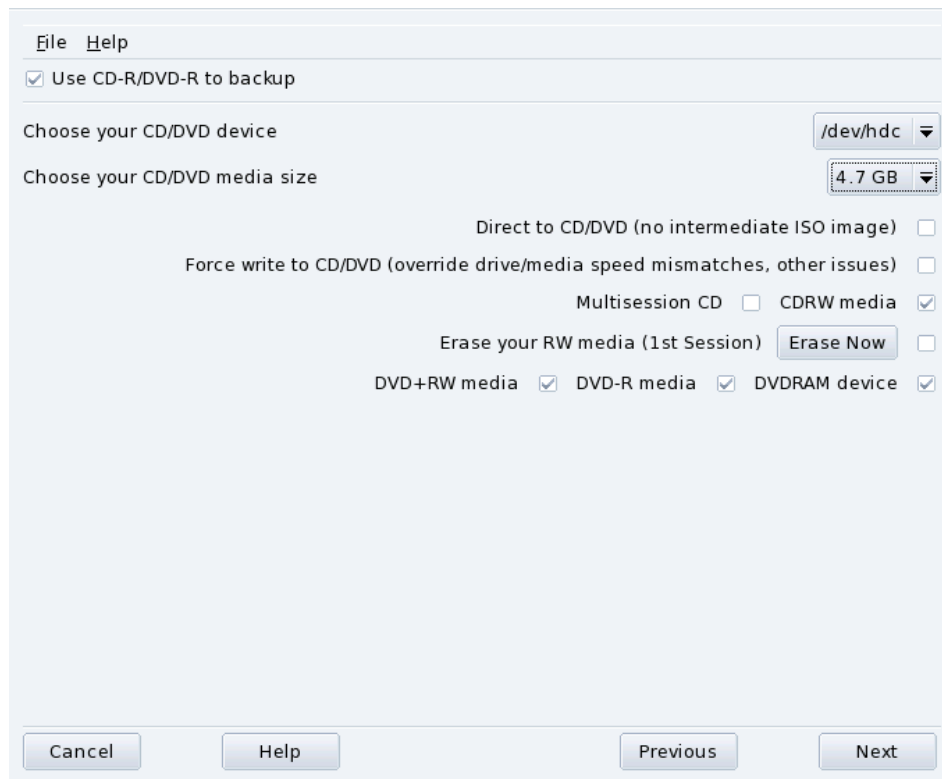 File Help
Use CD-R/DVD-R to backup
Choose your CD/DVD device /dev/hdc
Choose your CD/DVD media size 4.7 GB
Direct to CD/DVD (no intermediate ISO image)
Force write to CD/DVD (override drive/media speed mismatches, other issues)
Multisession CD CDRW media
Erase your RW media (1st Session) Erase Now
DVD+RW media DVD-R media DVDRAM device
Cancel Help Previous Next